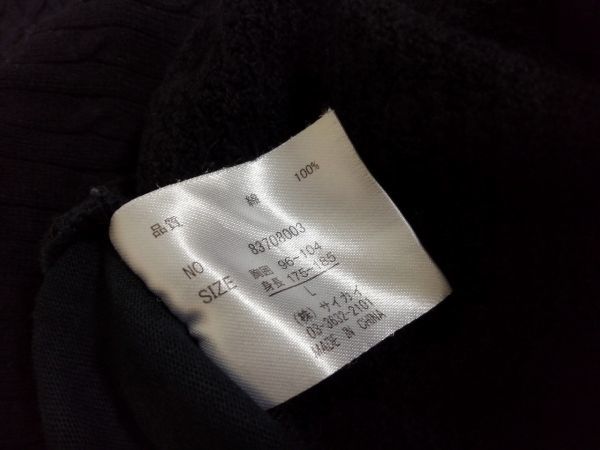 品質 綿 100%
NO 83708003
SIZE 胸囲 96~104
身長 175~185
L
(株) サイカイ
03-3632-2101
MADE IN CHINA